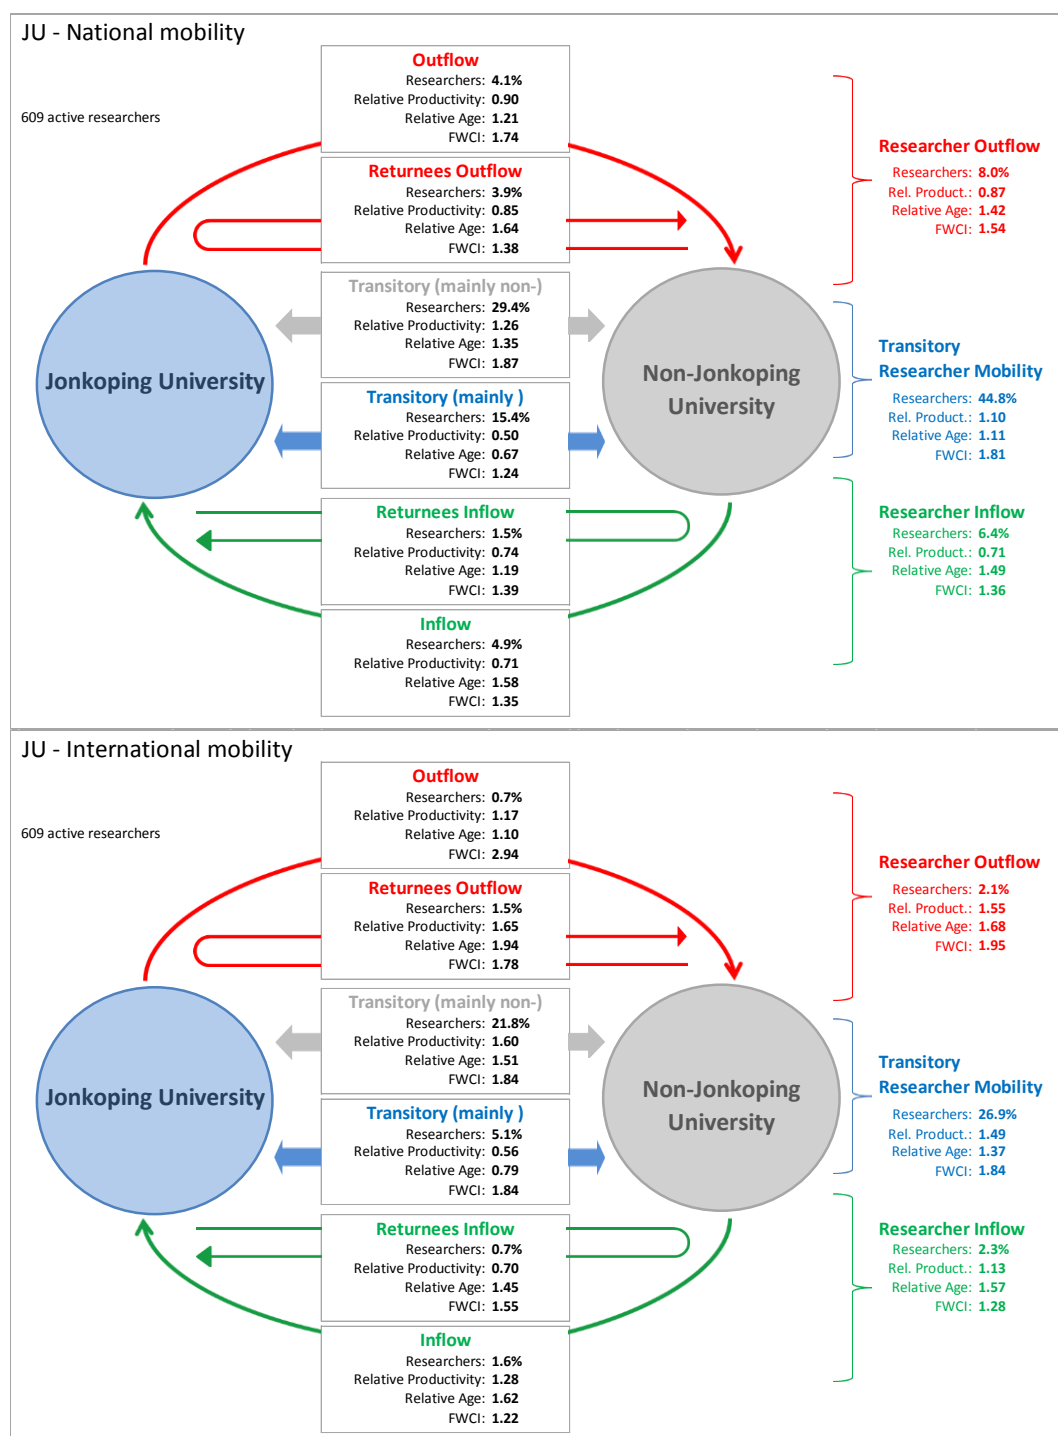 JU - National mobility
609 active researchers
Outflow
Researchers: 4.1%
Relative Productivity: 0.90
Relative Age: 1.21
FWCI: 1.74
Returnees Outflow
Researchers: 3.9%
Relative Productivity: 0.85
Relative Age: 1.64
FWCI: 1.38
Transitory (mainly non-)
Researchers: 29.4%
Relative Productivity: 1.26
Relative Age: 1.35
FWCI: 1.87
Transitory (mainly )
Researchers: 15.4%
Relative Productivity: 0.50
Relative Age: 0.67
FWCI: 1.24
Returnees Inflow
Researchers: 1.5%
Relative Productivity: 0.74
Relative Age: 1.19
FWCI: 1.39
Inflow
Researchers: 4.9%
Relative Productivity: 0.71
Relative Age: 1.58
FWCI: 1.35
Jonkoping University
Non-Jonkoping
University
Researcher Outflow
Researchers: 8.0%
Rel. Product.: 0.87
Relative Age: 1.42
FWCI: 1.54
Transitory
Researcher Mobility
Researchers: 44.8%
Rel. Product.: 1.10
Relative Age: 1.11
FWCI: 1.81
Researcher Inflow
Researchers: 6.4%
Rel. Product.: 0.71
Relative Age: 1.49
FWCI: 1.36
JU - International mobility
609 active researchers
Outflow
Researchers: 0.7%
Relative Productivity: 1.17
Relative Age: 1.10
FWCI: 2.94
Returnees Outflow
Researchers: 1.5%
Relative Productivity: 1.65
Relative Age: 1.94
FWCI: 1.78
Transitory (mainly non-)
Researchers: 21.8%
Relative Productivity: 1.60
Relative Age: 1.51
FWCI: 1.84
Transitory (mainly )
Researchers: 5.1%
Relative Productivity: 0.56
Relative Age: 0.79
FWCI: 1.84
Returnees Inflow
Researchers: 0.7%
Relative Productivity: 0.70
Relative Age: 1.45
FWCI: 1.55
Inflow
Researchers: 1.6%
Relative Productivity: 1.28
Relative Age: 1.62
FWCI: 1.22
Jonkoping University
Non-Jonkoping
University
Researcher Outflow
Researchers: 2.1%
Rel. Product.: 1.55
Relative Age: 1.68
FWCI: 1.95
Transitory
Researcher Mobility
Researchers: 26.9%
Rel. Product.: 1.49
Relative Age: 1.37
FWCI: 1.84
Researcher Inflow
Researchers: 2.3%
Rel. Product.: 1.13
Relative Age: 1.57
FWCI: 1.28